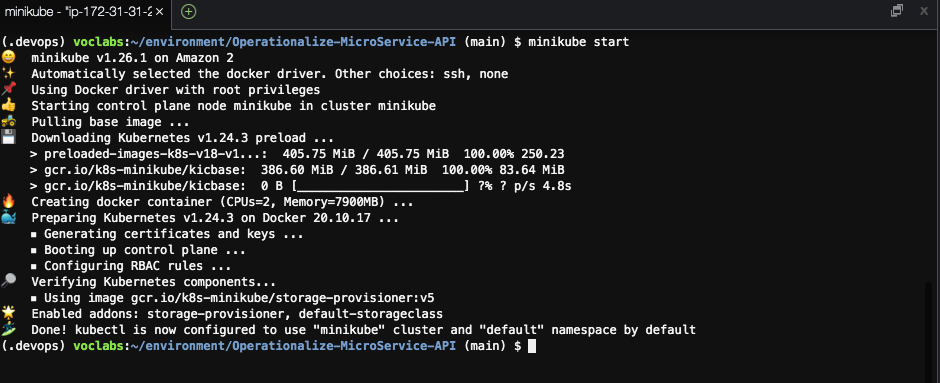 minikube - "ip-172-31-31-2
(.devops) voclabs:~/environment/Operationalize-MicroService-API (main) $ minikube start
😄 minikube v1.26.1 on Amazon 2
✨ Automatically selected the docker driver. Other choices: ssh, none
📌 Using Docker driver with root privileges
👍 Starting control plane node minikube in cluster minikube
🚜 Pulling base image ...
💾 Downloading Kubernetes v1.24.3 preload ...
> preloaded-images-k8s-v18-v1...: 405.75 MiB / 405.75 MiB 100.00% 250.23
> gcr.io/k8s-minikube/kicbase: 386.60 MiB / 386.61 MiB 100.00% 83.64 MiB
> gcr.io/k8s-minikube/kicbase: 0 B [________________________] ?% ? p/s 4.8s
🔥 Creating docker container (CPUs=2, Memory=7900MB) ...
🐳 Preparing Kubernetes v1.24.3 on Docker 20.10.17 ...
▪ Generating certificates and keys ...
▪ Booting up control plane ...
▪ Configuring RBAC rules ...
🔎 Verifying Kubernetes components...
▪ Using image gcr.io/k8s-minikube/storage-provisioner:v5
🌟 Enabled addons: storage-provisioner, default-storageclass
🏄 Done! kubectl is now configured to use "minikube" cluster and "default" namespace by default
(.devops) voclabs:~/environment/Operationalize-MicroService-API (main) $